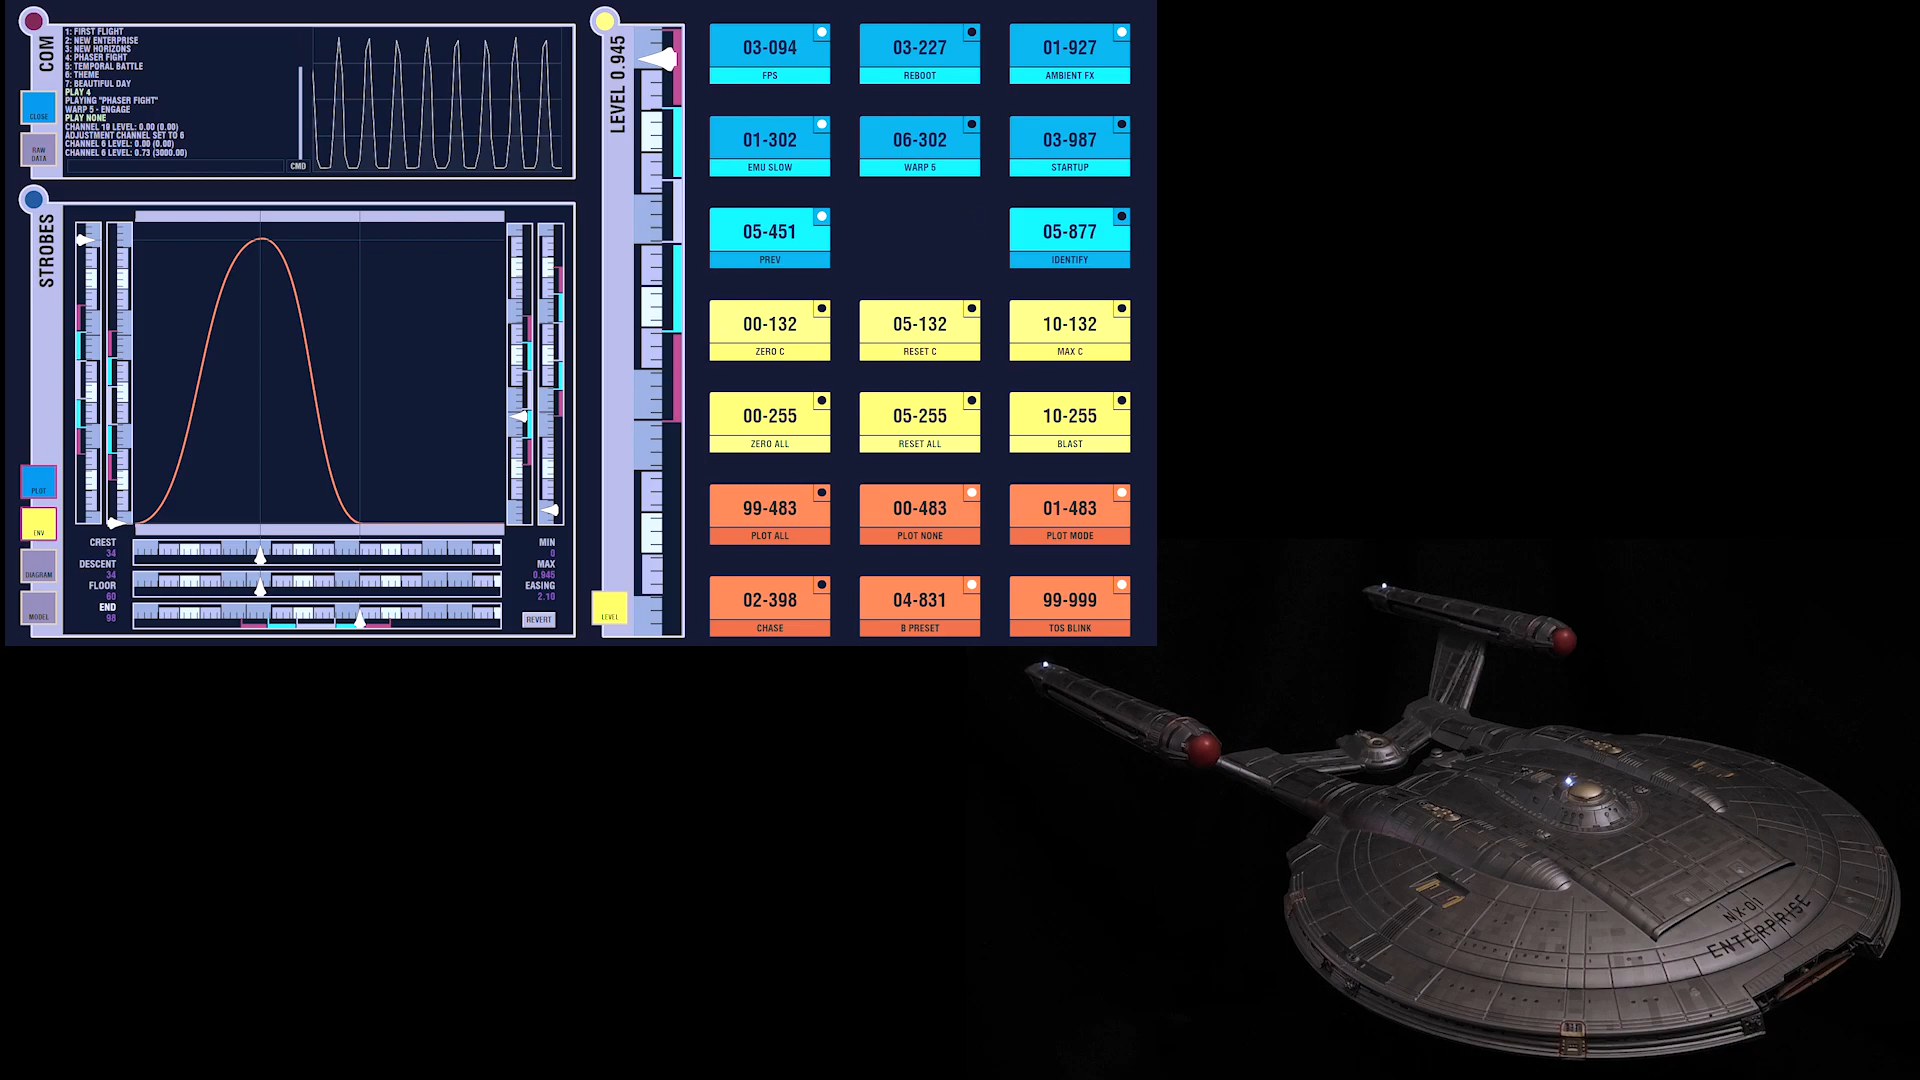 COM
CLOSE
RAW
DATA
1: FIRST FLIGHT
2: NEW ENTERPRISE
3: NEW HORIZONS
4: PHASER FIGHT
5: TEMPORAL BATTLE
6: THEME
7: BEAUTIFUL DAY
PLAY 4
PLAYING "PHASER FIGHT"
WARP 5 - ENGAGE
PLAY NONE
CHANNEL 19 LEVEL: 0.00 (0.00)
ADJUSTMENT CHANNEL SET TO 6
CHANNEL 6 LEVEL: 0.00 (0.00)
CHANNEL 6 LEVEL: 0.73 (3000.00)
CMD
STROBES
PLOT
ENV
DIAGRAM
MODEL
CREST
34
DESCENT
34
FLOOR
60
END
98
MIN
0
MAX
0.945
EASING
2.10
REVERT
LEVEL 0.945
LEVEL
03-094
FPS
03-227
REBOOT
01-927
AMBIENT FX
01-302
EMU SLOW
06-302
WARP 5
03-987
STARTUP
05-451
PREV
05-877
IDENTIFY
00-132
ZERO C
05-132
RESET C
10-132
MAX C
00-255
ZERO ALL
05-255
RESET ALL
10-255
BLAST
99-483
PLOT ALL
00-483
PLOT NONE
01-483
PLOT MODE
02-398
CHASE
04-831
B PRESET
99-999
TOS BLINK
NX-01
ENTERPRISE